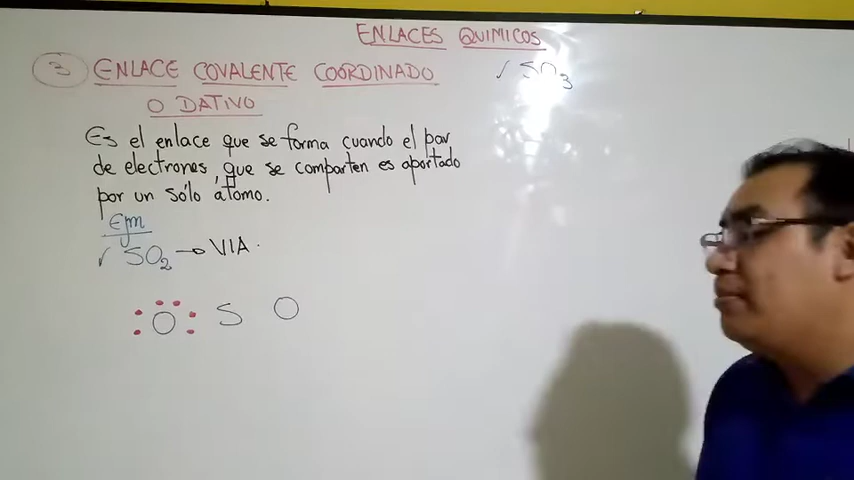 ENLACES QUIMICOS
3 ENLACE COVALENTE COORDINADO
O DATIVO
✓ SO3
Es el enlace que se forma cuando el par
de electrones, que se comparten es aportado
por un sólo átomo.
Ejm
✓ SO2 → VIA.
O S O